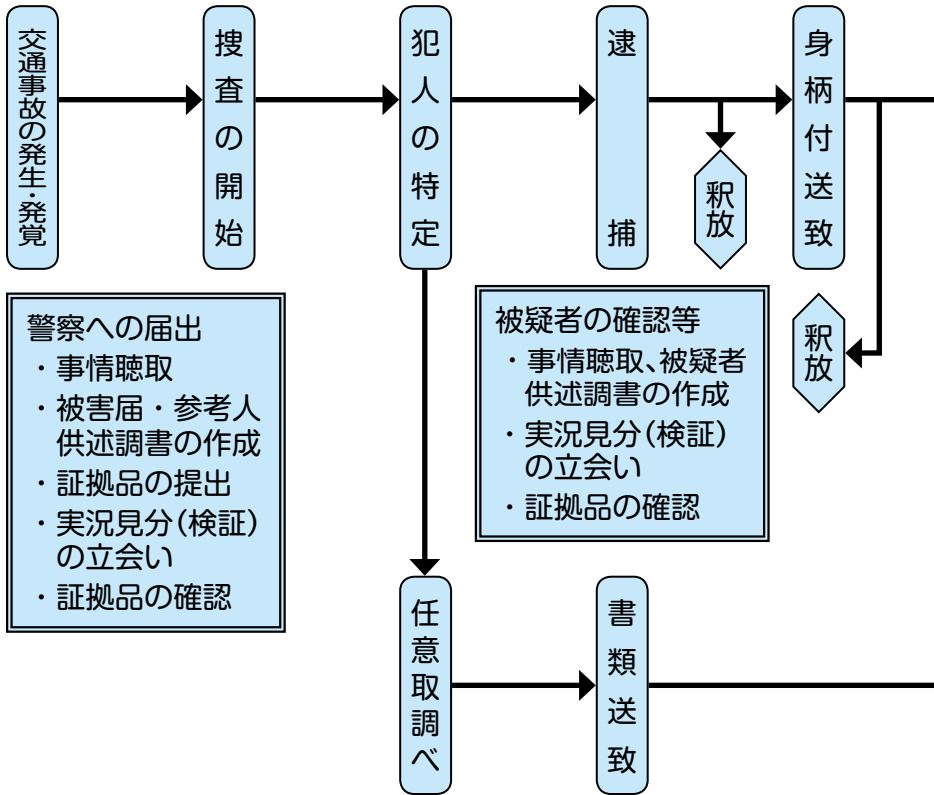 交通事故の発生・発覚
捜査の開始
犯人の特定
逮捕
釈放
身柄付送致
釈放
警察への届出
・事情聴取
・被害届・参考人
供述調書の作成
・証拠品の提出
・実況見分（検証）
の立会い
・証拠品の確認
被疑者の確認等
・事情聴取、被疑者
供述調書の作成
・実況見分（検証）
の立会い
・証拠品の確認
任意取調べ
書類送致